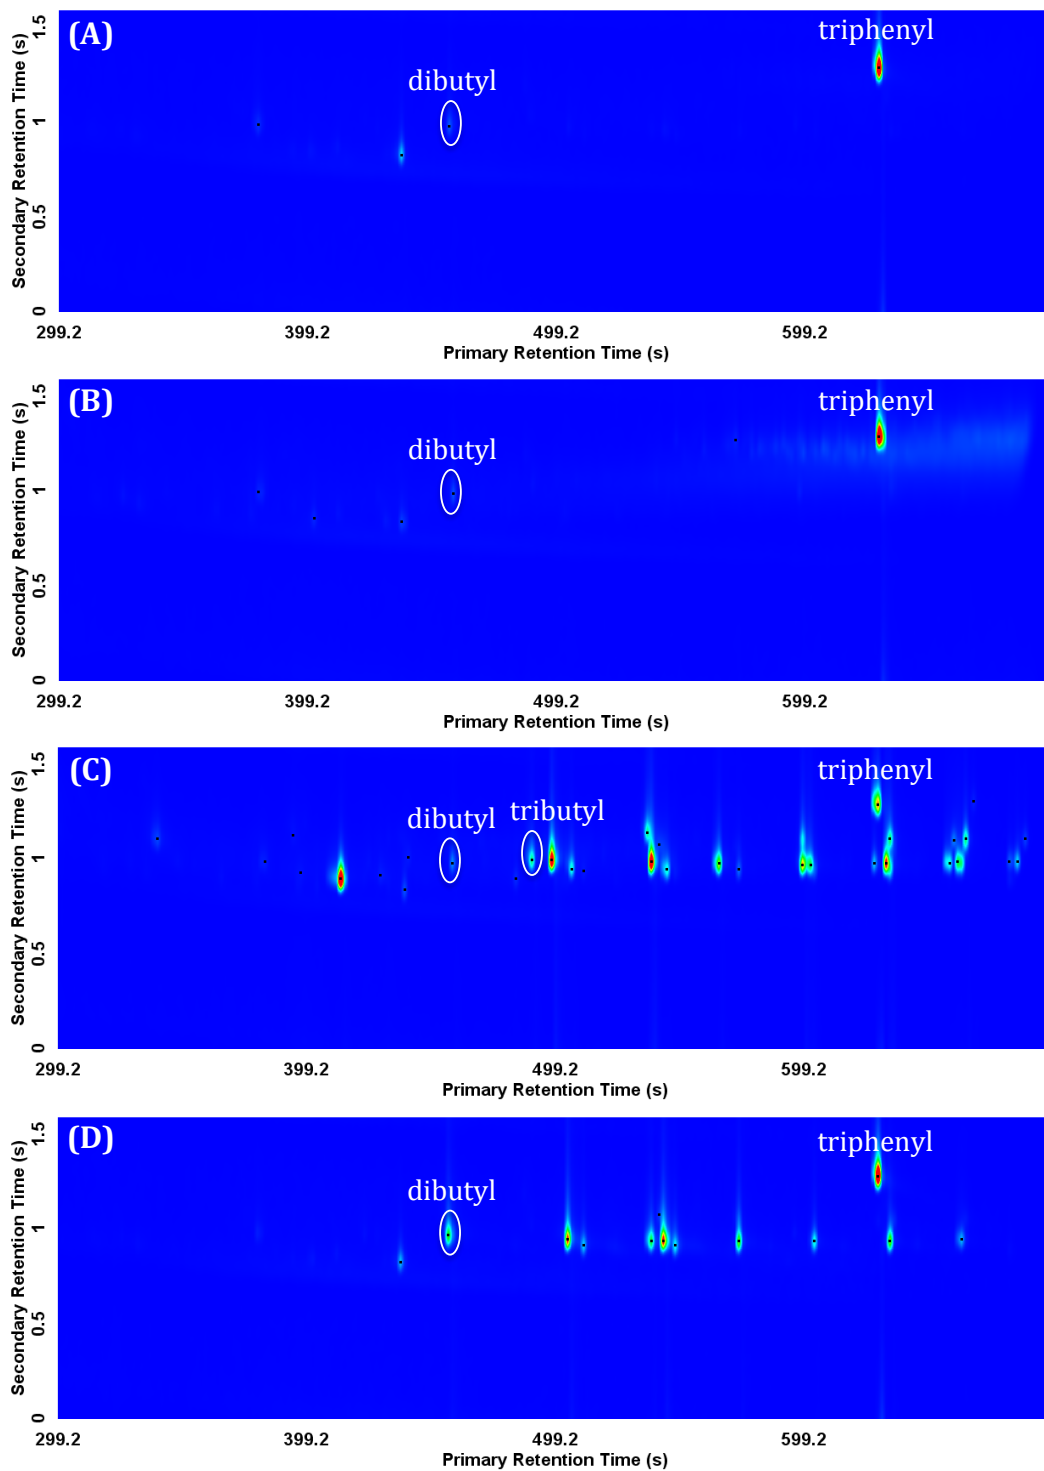 (A)
triphenyl
dibutyl
Secondary Retention Time (s)
1.5
1
0.5
0
299.2
399.2
499.2
599.2
Primary Retention Time (s)
(B)
triphenyl
dibutyl
Secondary Retention Time (s)
1.5
1
0.5
0
299.2
399.2
499.2
599.2
Primary Retention Time (s)
(C)
triphenyl
dibutyl
tributyl
Secondary Retention Time (s)
1.5
1
0.5
0
299.2
399.2
499.2
599.2
Primary Retention Time (s)
(D)
triphenyl
dibutyl
Secondary Retention Time (s)
1.5
1
0.5
0
299.2
399.2
499.2
599.2
Primary Retention Time (s)